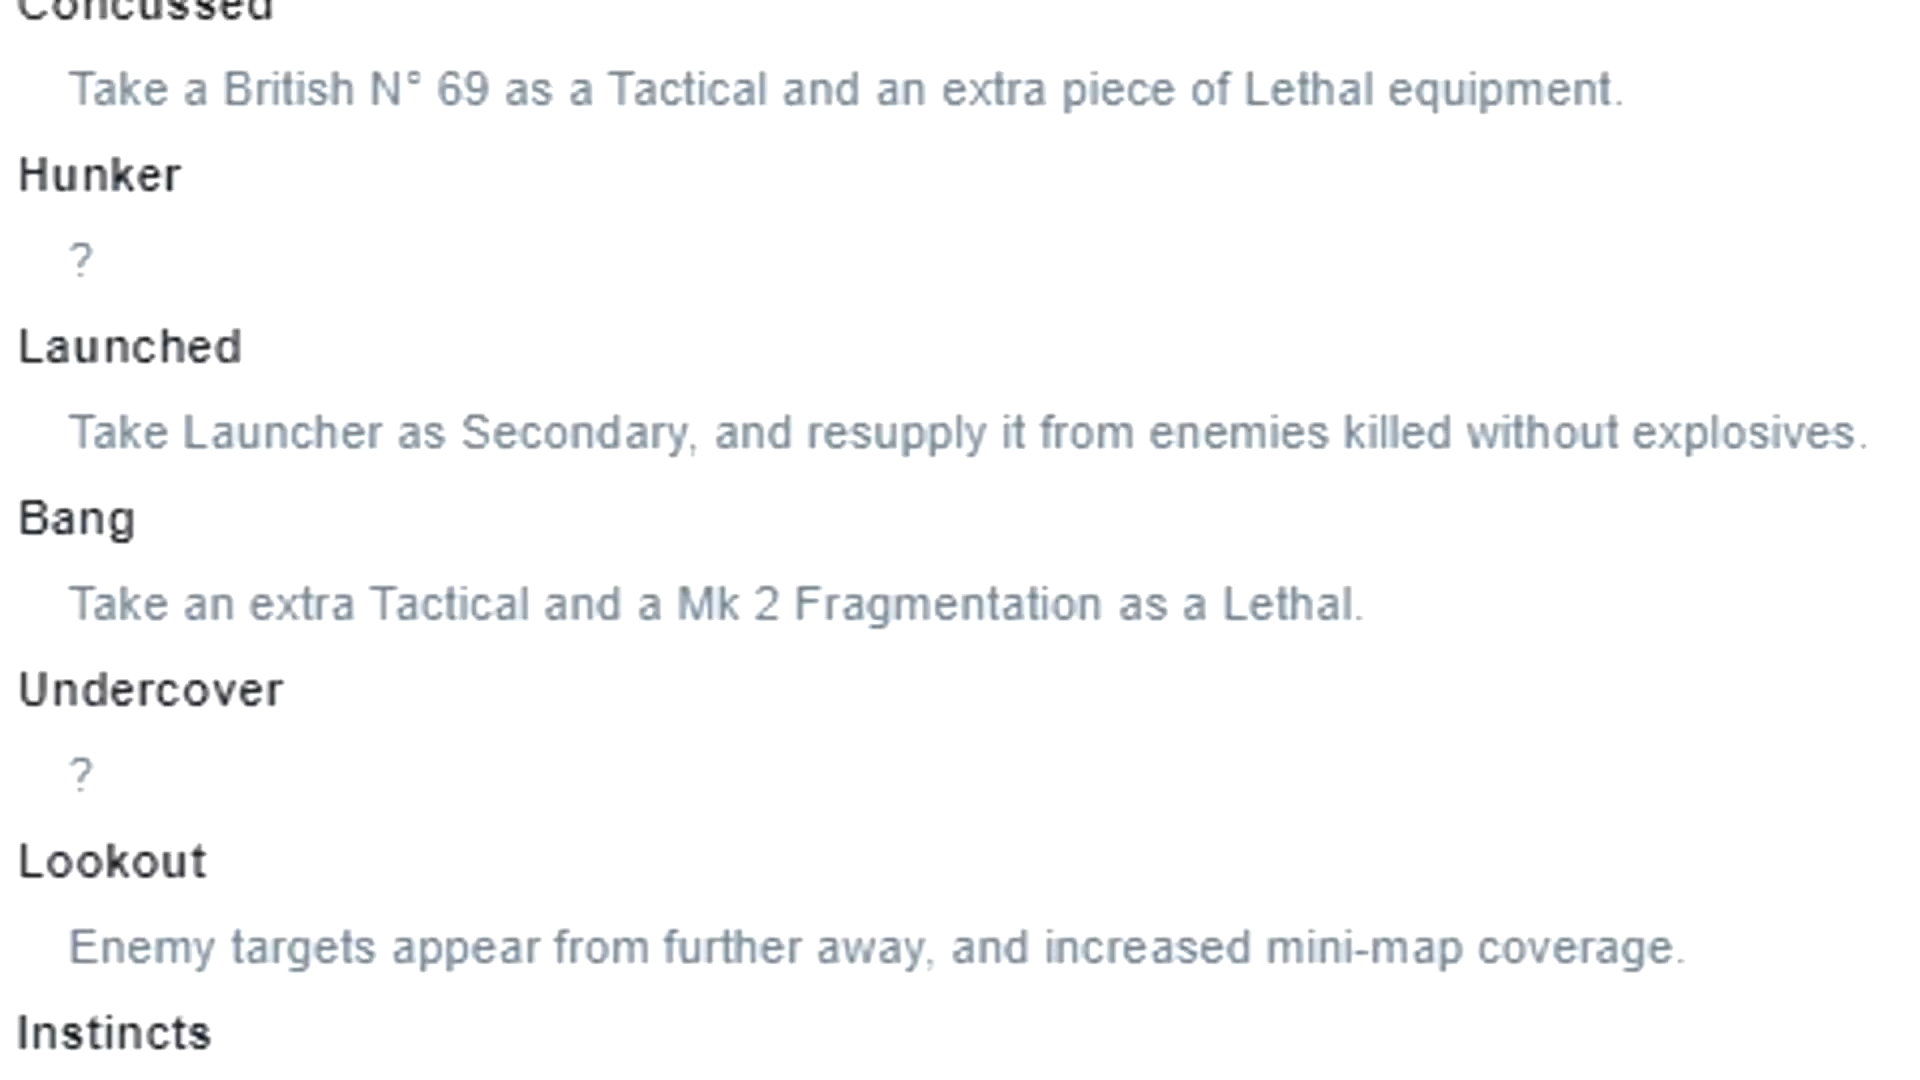 Concussed
Take a British N° 69 as a Tactical and an extra piece of Lethal equipment.
Hunker
?
Launched
Take Launcher as Secondary, and resupply it from enemies killed without explosives.
Bang
Take an extra Tactical and a Mk 2 Fragmentation as a Lethal.
Undercover
?
Lookout
Enemy targets appear from further away, and increased mini-map coverage.
Instincts